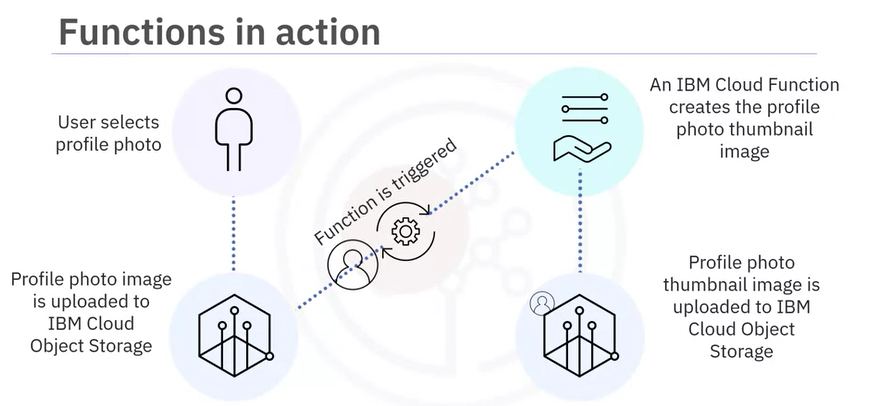 Functions in action
User selects
profile photo
Profile photo image
is uploaded to
IBM Cloud
Object Storage
Function is triggered
An IBM Cloud Function
creates the profile
photo thumbnail
image
Profile photo
thumbnail image is
uploaded to IBM
Cloud Object
Storage